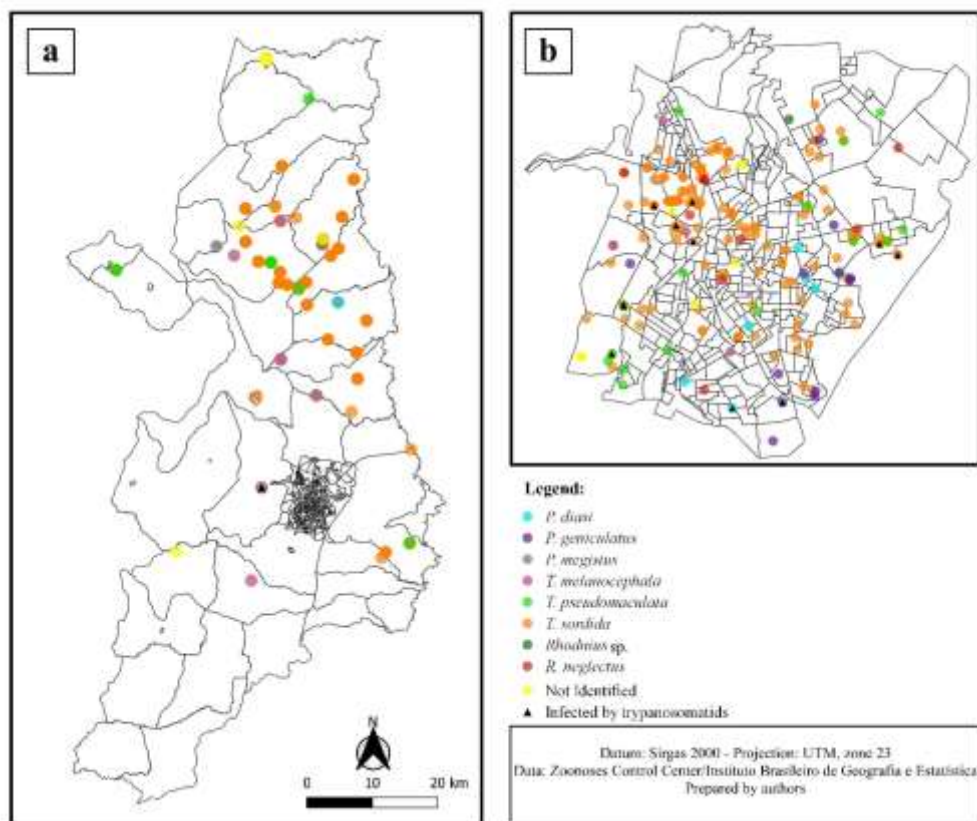 a
b
N
0 10 20 km
Legend:
P. diasi
P. geniculatus
P. megistus
T. melanocephala
T. pseudomaculata
T. sordida
Rhodnius sp.
R. neglectus
Not Identified
Infected by trypanosomatids
Datum: Sirgas 2000 - Projection: UTM, zone 23
Data: Zoonoses Control Center/Instituto Brasileiro de Geografia e Estatística
Prepared by authors